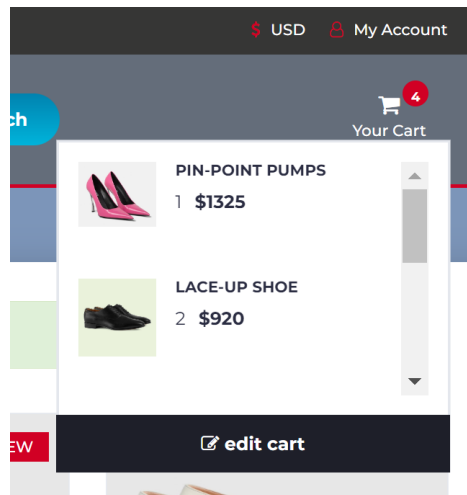 $ USD My Account
ch
4
Your Cart
PIN-POINT PUMPS
1 $1325
LACE-UP SHOE
2 $920
EW
edit cart